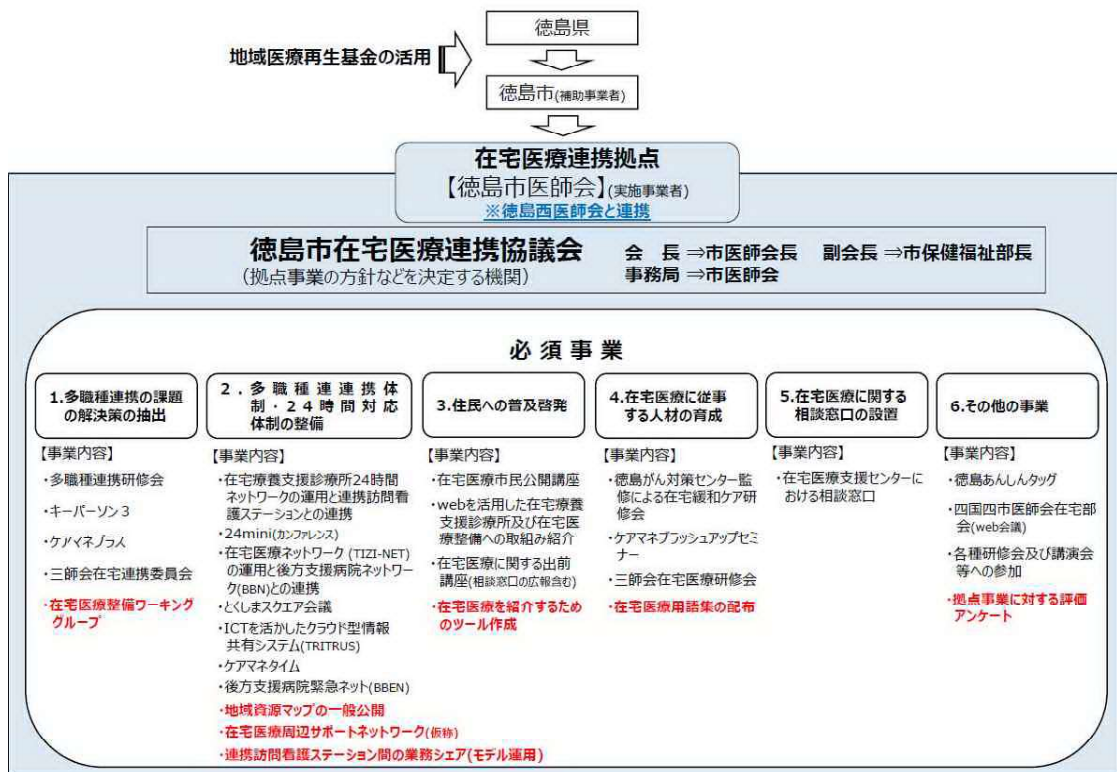 徳島県
地域医療再生基金の活用
徳島市(補助事業者)
在宅医療連携拠点
【徳島市医師会】(実施事業者)
※徳島西医師会と連携
徳島市在宅医療連携協議会
(拠点事業の方針などを決定する機関)
会 長 ⇒市医師会長 副会長 ⇒市保健福祉部長
事務局 ⇒市医師会
必 須 事 業
1.多職種連携の課題
の解決策の抽出
【事業内容】
・多職種連携研修会
・キーパーソン3
・ケアマネプラス
・三師会在宅連携委員会
・在宅医療整備ワーキング
グループ
2.多職種連連携体
制・24時間対応
体制の整備
【事業内容】
・在宅療養支援診療所24時間
ネットワークの運用と連携訪問看
護ステーションとの連携
・24mini(カンファレンス)
・在宅医療ネットワーク(TIZI-NET)
の運用と後方支援病院ネットワー
ク(BBN)との連携
・とくしまスクエア会議
・ICTを活かしたクラウド型情報
共有システム(TRITRUS)
・ケアマネタイム
・後方支援病院緊急ネット(BBEN)
・地域資源マップの一般公開
・在宅医療周辺サポートネットワーク(仮称)
・連携訪問看護ステーション間の業務シェア(モデル運用)
3.住民への普及啓発
【事業内容】
・在宅医療市民公開講座
・webを活用した在宅療養
支援診療所及び在宅医
療整備への取組み紹介
・在宅医療に関する出前
講座(相談窓口の広報含む)
・在宅医療を紹介するため
のツール作成
4.在宅医療に従事
する人材の育成
【事業内容】
・徳島がん対策センター監
修による在宅緩和ケア研
修会
・ケアマネブラッシュアップセミ
ナー
・三師会在宅医療研修会
・在宅医療用語集の配布
5.在宅医療に関する
相談窓口の設置
【事業内容】
・在宅医療支援センターに
おける相談窓口
6.その他の事業
【事業内容】
・徳島あんしんタッグ
・四国四市医師会在宅部
会(web会議)
・各種研修会及び講演会
等への参加
・拠点事業に対する評価
アンケート